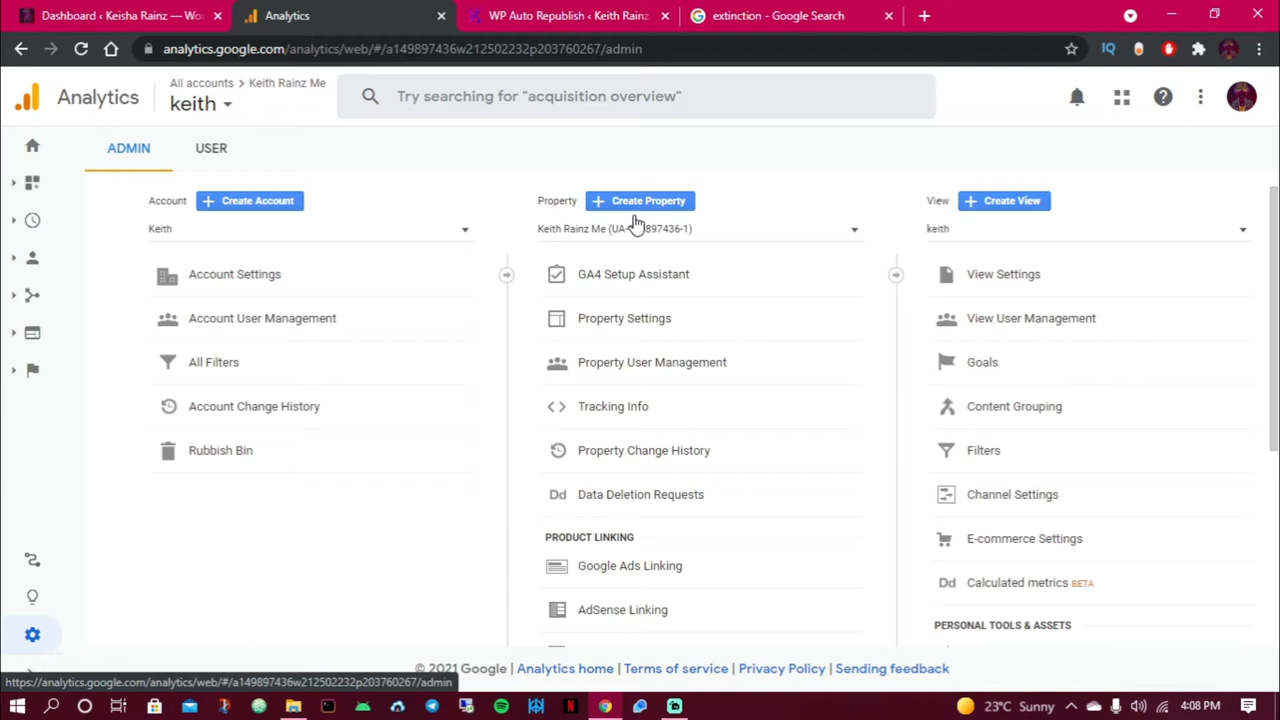 Dashboard ‹ Keisha Rainz — Wo
Analytics
WP Auto Republish ‹ Keith Rainz
extinction - Google Search
analytics.google.com/analytics/web/#/a149897436w212502232p203760267/admin
Analytics
All accounts > Keith Rainz Me
keith
Try searching for "acquisition overview"
ADMIN
USER
Account
Create Account
Keith
Account Settings
Account User Management
All Filters
Account Change History
Rubbish Bin
Property
Create Property
Keith Rainz Me (UA- 897436-1)
GA4 Setup Assistant
Property Settings
Property User Management
Tracking Info
Property Change History
Dd Data Deletion Requests
PRODUCT LINKING
Google Ads Linking
AdSense Linking
View
Create View
keith
View Settings
View User Management
Goals
Content Grouping
Filters
Channel Settings
E-commerce Settings
Dd Calculated metrics BETA
PERSONAL TOOLS & ASSETS
© 2021 Google | Analytics home | Terms of service | Privacy Policy | Sending feedback
https://analytics.google.com/analytics/web/#/a149897436w212502232p203760267/admin
23°C Sunny
4:08 PM